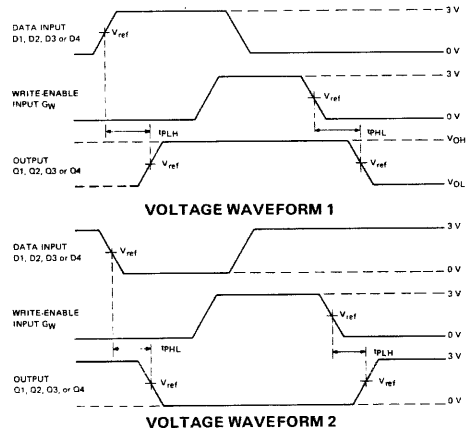 DATA INPUT
D1, D2, D3 or D4
Vref
3 V
0 V
WRITE-ENABLE
INPUT GW
Vref
3 V
0 V
tPLH
tPHL
OUTPUT
Q1, Q2, Q3 or Q4
Vref
Vref
VOH
VOL
VOLTAGE WAVEFORM 1
DATA INPUT
D1, D2, D3 or D4
Vref
3 V
0 V
WRITE-ENABLE
INPUT GW
Vref
3 V
0 V
tPHL
tPLH
OUTPUT
Q1, Q2, Q3, or Q4
Vref
Vref
3 V
0 V
VOLTAGE WAVEFORM 2